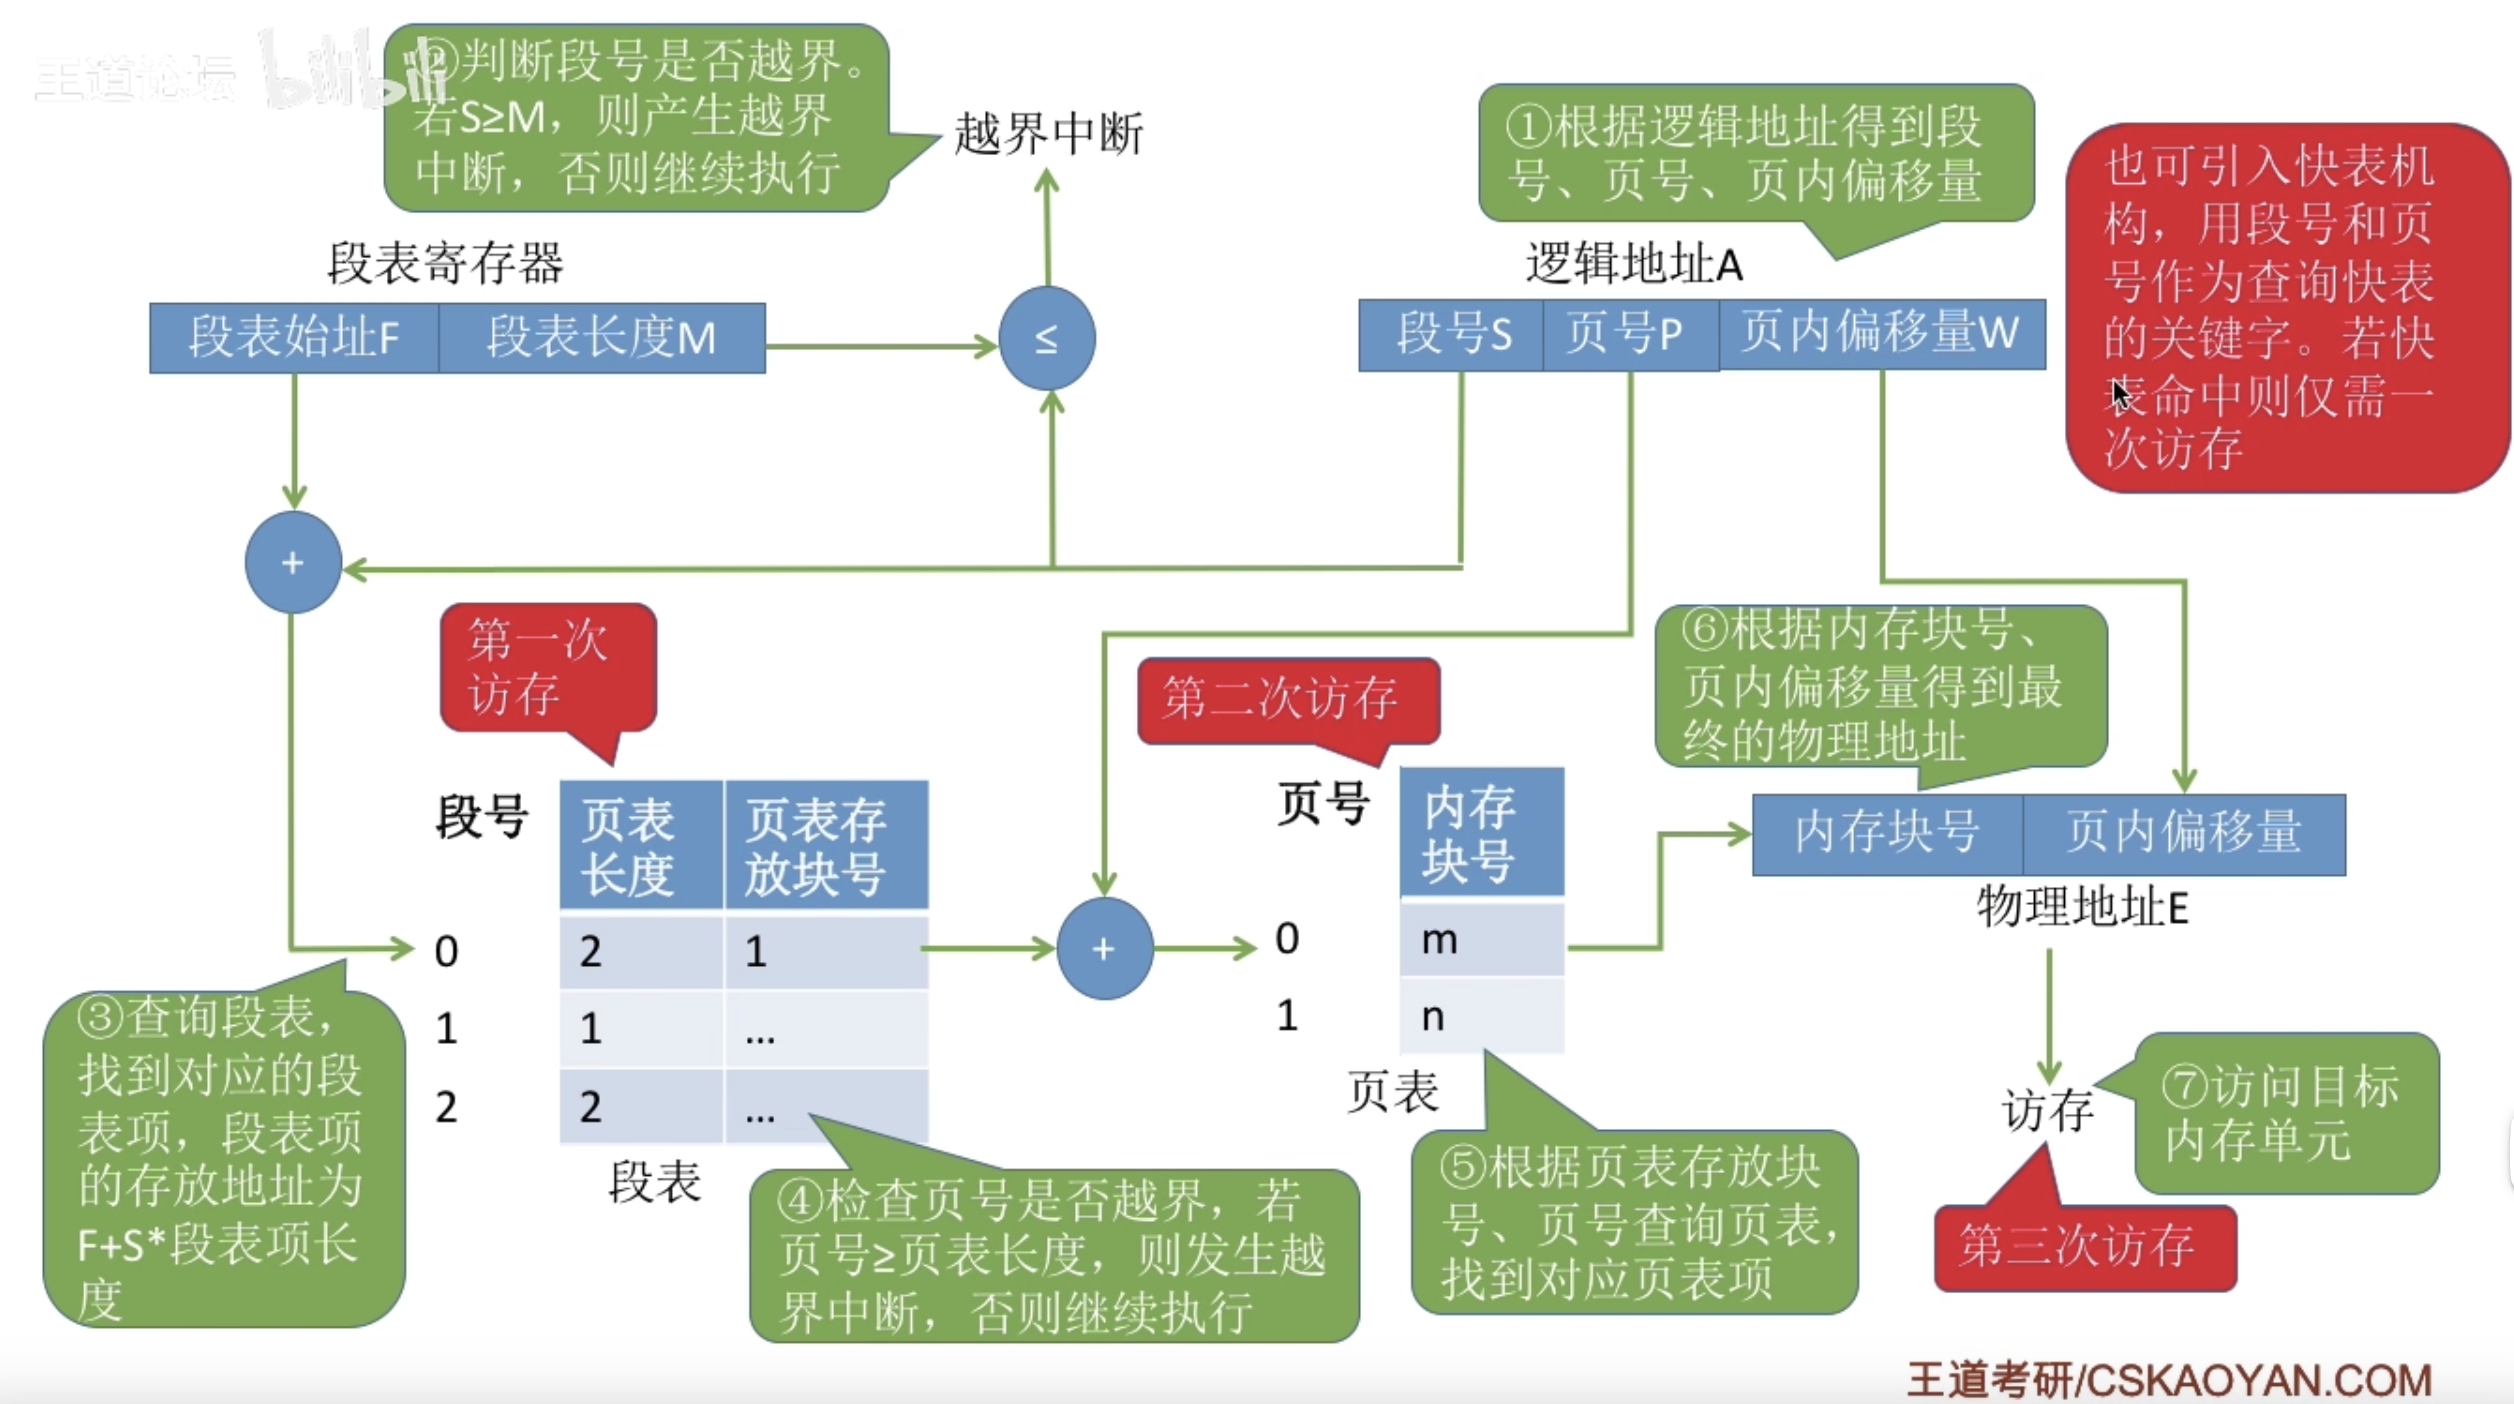 王道论坛 bilibili
②判断段号是否越界。
若S≥M，则产生越界
中断，否则继续执行
越界中断
①根据逻辑地址得到段
号、页号、页内偏移量
也可引入快表机
构，用段号和页
号作为查询快表
的关键字。若快
表命中则仅需一
次访存
段表寄存器
段表始址F 段表长度M
≤
逻辑地址A
段号S 页号P 页内偏移量W
+
第一次
访存
第二次访存
⑥根据内存块号、
页内偏移量得到最
终的物理地址
段号 页表长度 页表存放块号
0 2 1
1 1 ...
2 2 ...
段表
+
页号 内存块号
0 m
1 n
页表
内存块号 页内偏移量
物理地址E
③查询段表，
找到对应的段
表项，段表项
的存放地址为
F+S*段表项长
度
④检查页号是否越界，若
页号≥页表长度，则发生越
界中断，否则继续执行
⑤根据页表存放块
号、页号查询页表，
找到对应页表项
访存
⑦访问目标
内存单元
第三次访存
王道考研/CSKAOYAN.COM